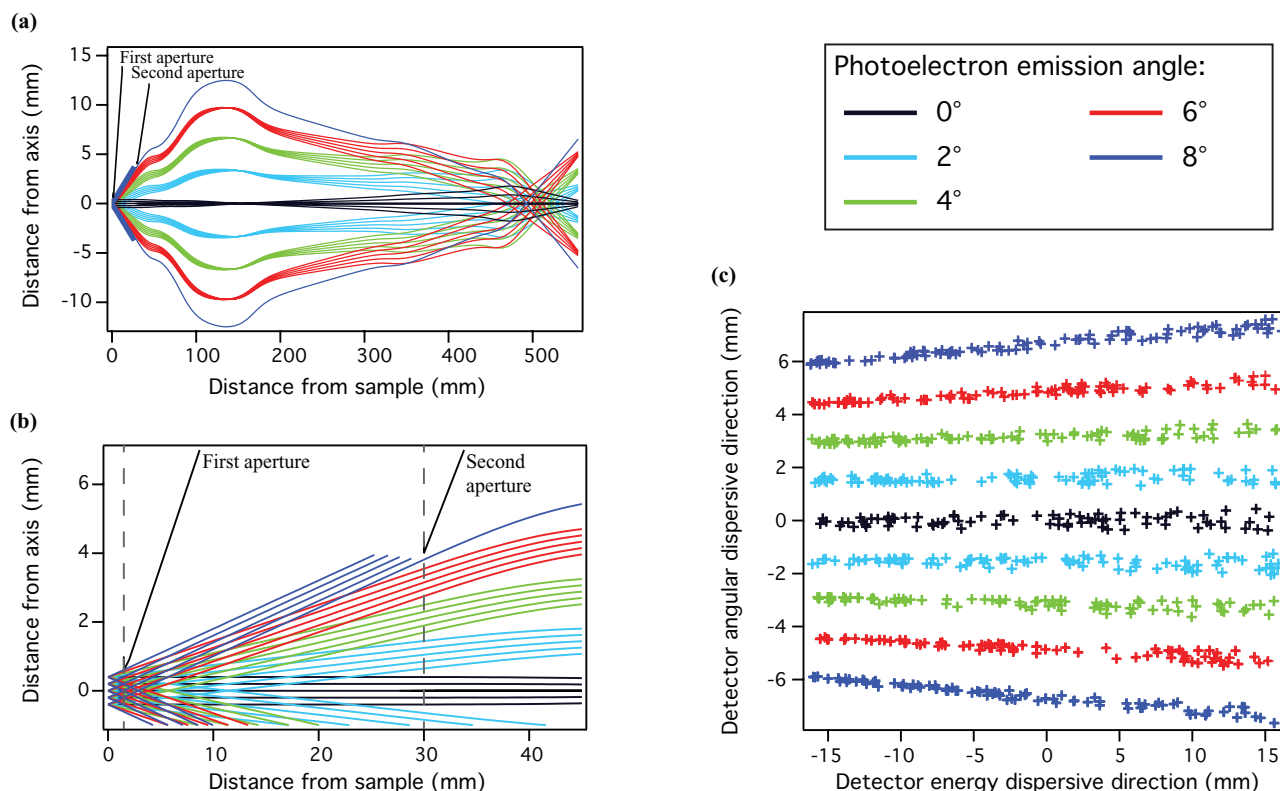 (a)
15
10
5
0
-5
-10
Distance from axis (mm)
First aperture
Second aperture
0
100
200
300
400
500
Distance from sample (mm)
Photoelectron emission angle:
0°
6°
2°
8°
4°
(b)
6
4
2
0
Distance from axis (mm)
First aperture
Second
aperture
0
10
20
30
40
Distance from sample (mm)
(c)
6
4
2
0
-2
-4
-6
Detector angular dispersive direction (mm)
-15
-10
-5
0
5
10
15
Detector energy dispersive direction (mm)